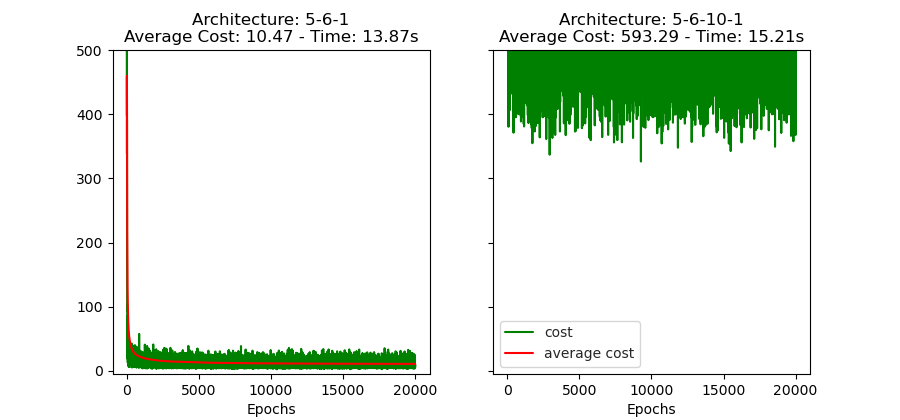 Architecture: 5-6-1
Average Cost: 10.47 - Time: 13.87s
500
400
300
200
100
0
0 5000 10000 15000 20000
Epochs
Architecture: 5-6-10-1
Average Cost: 593.29 - Time: 15.21s
cost
average cost
0 5000 10000 15000 20000
Epochs